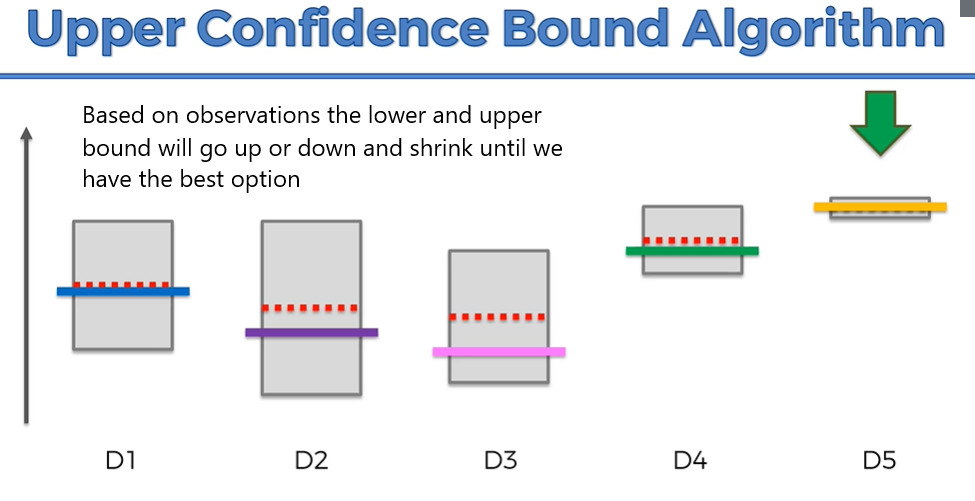 Upper Confidence Bound Algorithm
Based on observations the lower and upper
bound will go up or down and shrink until we
have the best option
D1 D2 D3 D4 D5